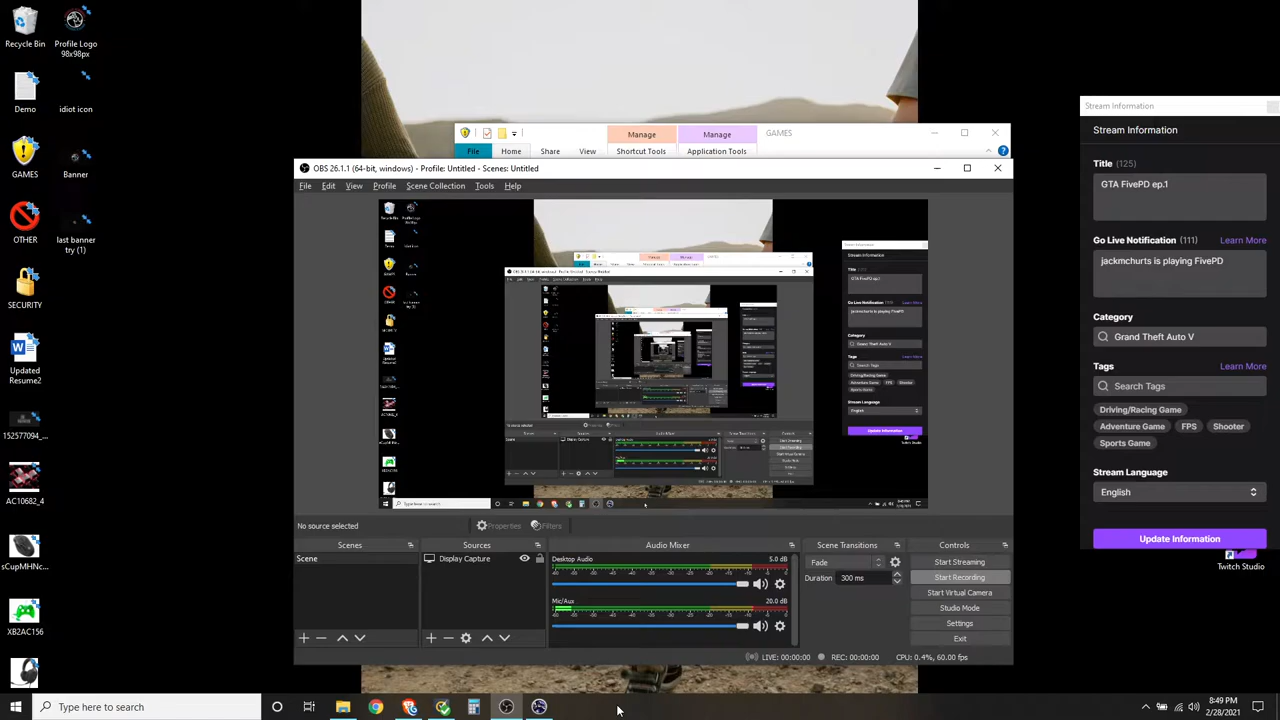 Recycle Bin
Profile Logo
98x98px
Demo
idiot icon
GAMES
Banner
OTHER
last banner
try (1)
SECURITY
Updated
Resume2
152577094_...
AC10632_4...
sCupMHNc...
XB2AC156
Manage
Manage
GAMES
File
Home
Share
View
Shortcut Tools
Application Tools
OBS 26.1.1 (64-bit, windows) - Profile: Untitled - Scenes: Untitled
File
Edit
View
Profile
Scene Collection
Tools
Help
No source selected
Properties
Filters
Scenes
Sources
Audio Mixer
Scene Transitions
Controls
Scene
Display Capture
Desktop Audio
5.0 dB
Mic/Aux
20.0 dB
Fade
Duration
300 ms
Start Streaming
Start Recording
Start Virtual Camera
Studio Mode
Settings
Exit
LIVE: 00:00:00
REC: 00:00:00
CPU: 0.4%, 60.00 fps
Stream Information
Stream Information
Title (125)
GTA FivePD ep.1
Go Live Notification (111)
Learn More
jackmchurts is playing FivePD
Category
Grand Theft Auto V
Tags
Learn More
Search Tags
Driving/Racing Game
Adventure Game
FPS
Shooter
Sports Game
Stream Language
English
Update Information
Twitch Studio
Type here to search
8:49 PM
2/28/2021